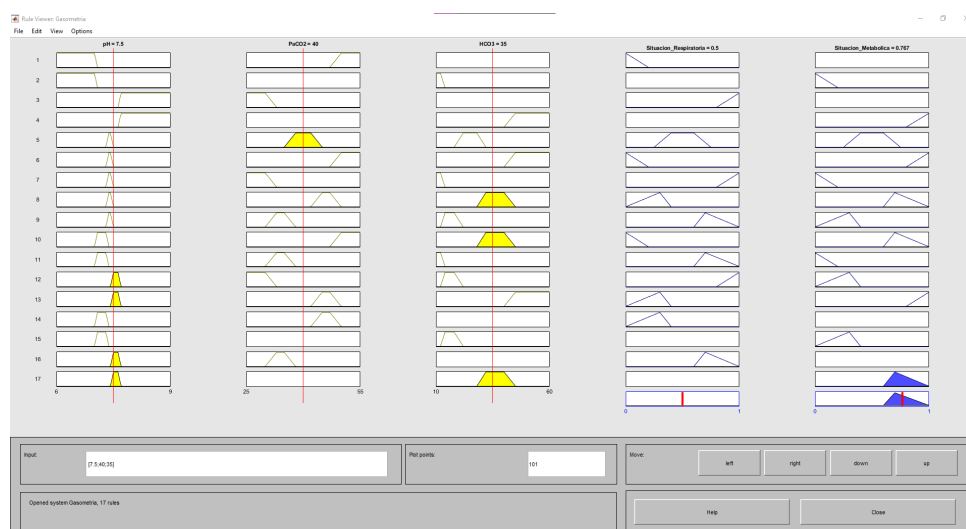 Rule Viewer: Gasometria
File Edit View Options
pH = 7.5 PaCO2 = 40 HCO3 = 35 Situacion_Respiratoria = 0.5 Situacion_Metabolica = 0.767
1
2
3
4
5
6
7
8
9
10
11
12
13
14
15
16
17
6 9 25 55 10 60
0 1 0 1
Input: [7.5;40;35] Plot points: 101 Move: left right down up
Opened system Gasometria, 17 rules Help Close